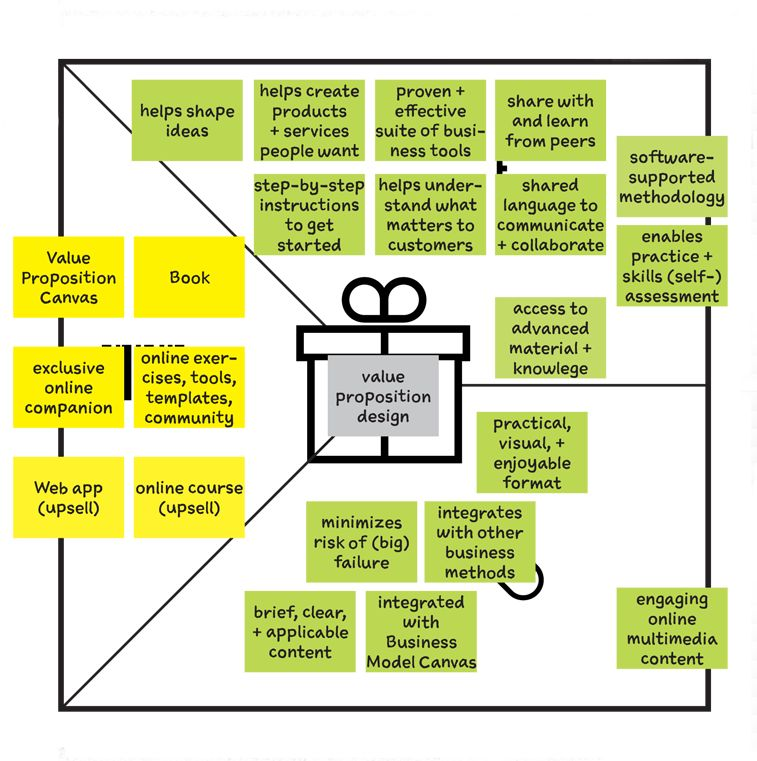 helps shape
ideas
helps create
products
+ services
people want
proven +
effective
suite of busi-
ness tools
share with
and learn
from peers
software-
supported
methodology
step-by-step
instructions
to get
started
helps under-
stand what
matters to
customers
shared
language to
communicate
+ collaborate
enables
practice +
skills (self-)
assessment
Value
Proposition
Canvas
Book
access to
advanced
material +
knowlege
exclusive
online
companion
online exer-
cises, tools,
templates,
community
value
proposition
design
practical,
visual, +
enjoyable
format
Web app
(upsell)
online course
(upsell)
minimizes
risk of (big)
failure
integrates
with other
business
methods
brief, clear,
+ applicable
content
integrated
with
Business
Model Canvas
engaging
online
multimedia
content